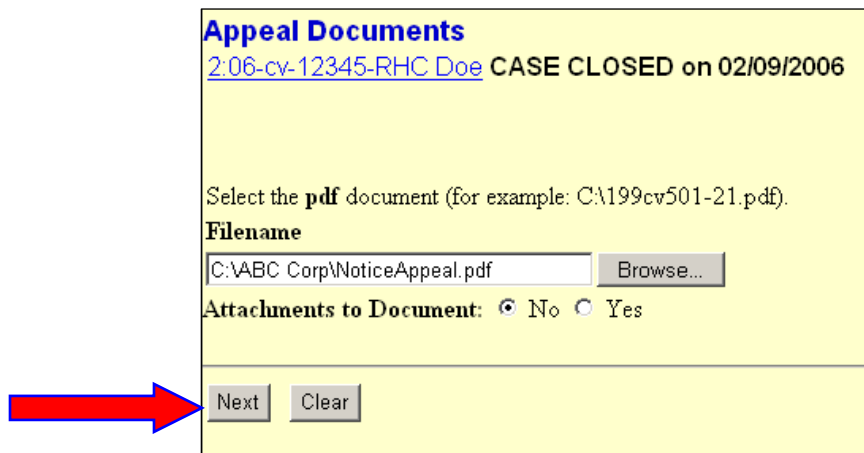 Appeal Documents
2:06-cv-12345-RHC Doe CASE CLOSED on 02/09/2006
Select the pdf document (for example: C:\199cv501-21.pdf).
Filename
C:\ABC Corp\NoticeAppeal.pdf Browse...
Attachments to Document: No Yes
Next Clear